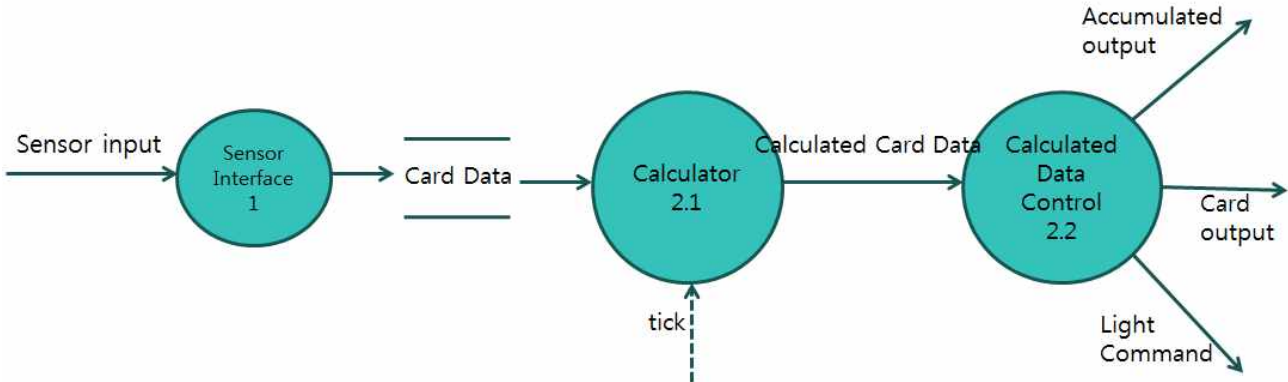 Sensor input
Sensor
Interface
1
Card Data
Calculator
2.1
tick
Calculated Card Data
Calculated
Data
Control
2.2
Accumulated
output
Card
output
Light
Command